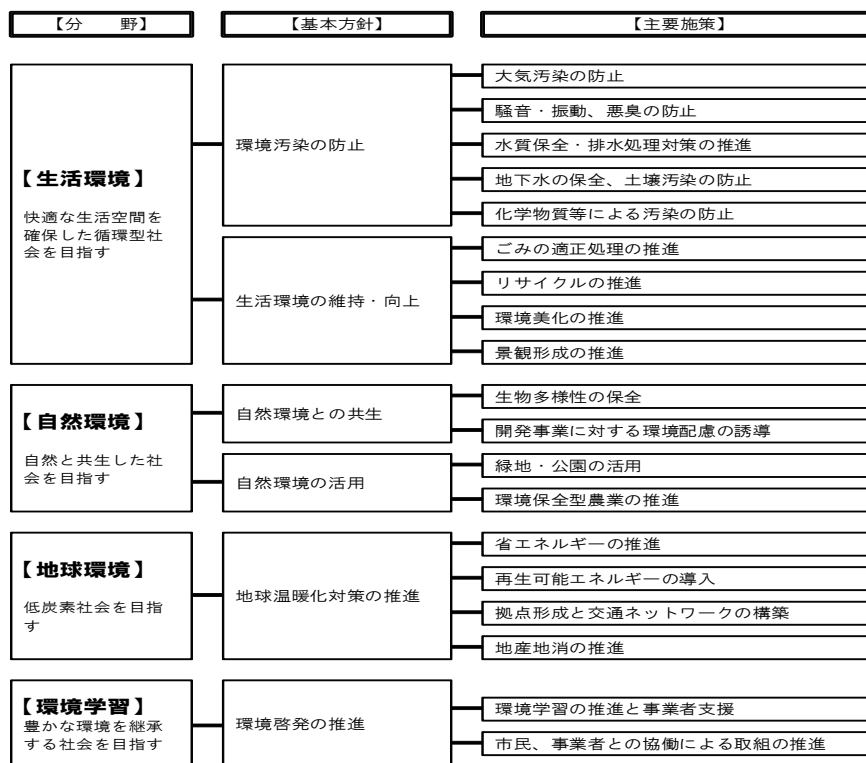 【分　野】
【基本方針】
【主要施策】
【生活環境】
快適な生活空間を
確保した循環型社
会を目指す
環境汚染の防止
大気汚染の防止
騒音・振動、悪臭の防止
水質保全・排水処理対策の推進
地下水の保全、土壌汚染の防止
化学物質等による汚染の防止
生活環境の維持・向上
ごみの適正処理の推進
リサイクルの推進
環境美化の推進
景観形成の推進
【自然環境】
自然と共生した社
会を目指す
自然環境との共生
生物多様性の保全
開発事業に対する環境配慮の誘導
自然環境の活用
緑地・公園の活用
環境保全型農業の推進
【地球環境】
低炭素社会を目指
す
地球温暖化対策の推進
省エネルギーの推進
再生可能エネルギーの導入
拠点形成と交通ネットワークの構築
地産地消の推進
【環境学習】
豊かな環境を継承
する社会を目指す
環境啓発の推進
環境学習の推進と事業者支援
市民、事業者との協働による取組の推進